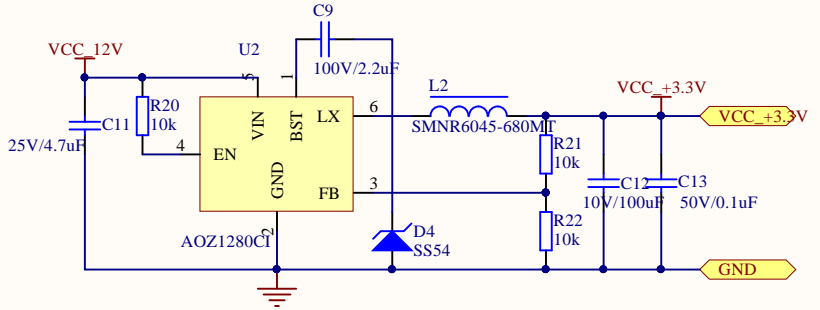 C9
VCC_12V
U2
5
1
100V/2.2uF
L2
VCC_+3.3V
R20
10k
C11
25V/4.7uF
VIN
BST
LX
6
SMNR6045-680MT
VCC_+3.3V
4
EN
R21
10k
GND
FB
3
C12
10V/100uF
C13
50V/0.1uF
2
AOZ1280CI
D4
SS54
R22
10k
GND